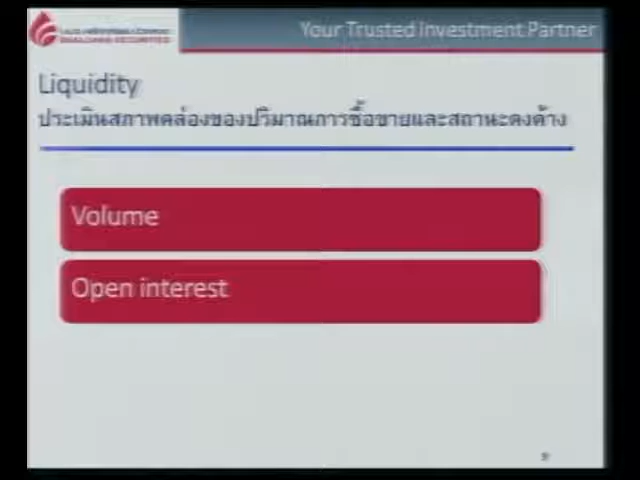 Your Trusted Investment Partner
Liquidity
ประเมินสภาพคล่องของปริมาณการซื้อขายและสถานะคงค้าง
Volume
Open interest